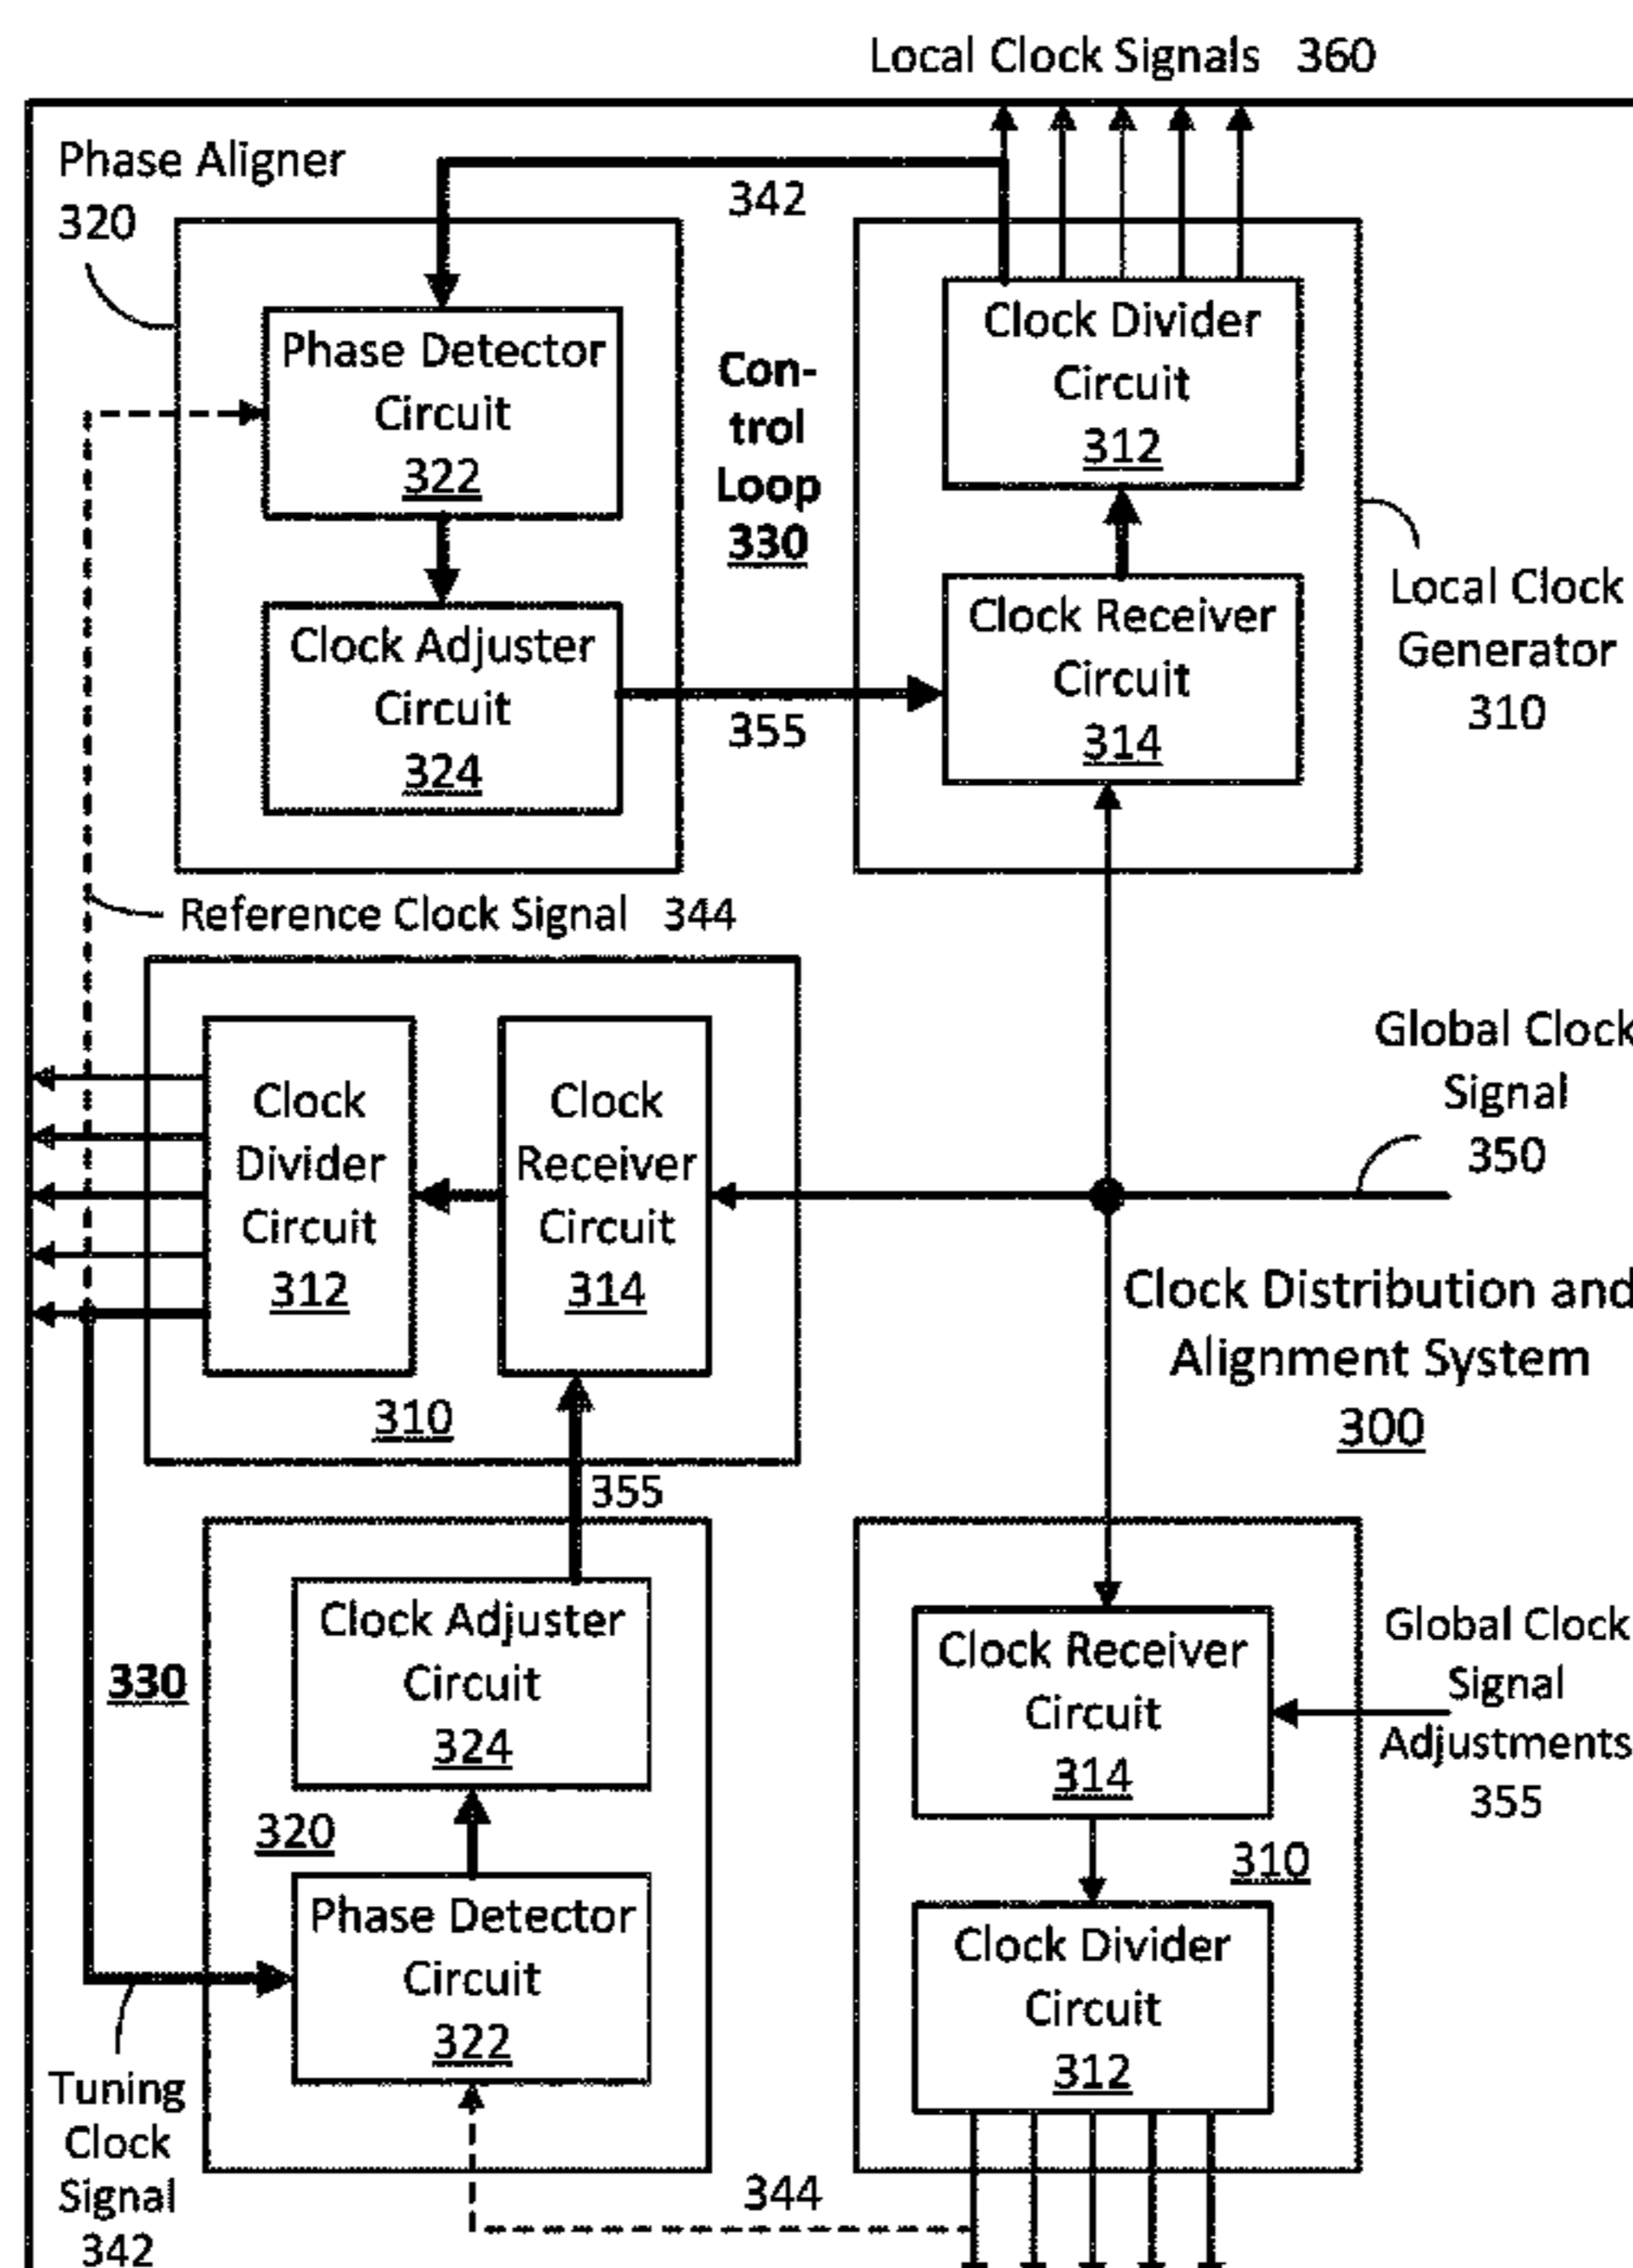 Local Clock Signals 360
Phase Aligner
320
342
Phase Detector
Circuit
322
Clock Adjuster
Circuit
324
Con-
trol
Loop
330
355
Clock Divider
Circuit
312
Clock Receiver
Circuit
314
Local Clock
Generator
310
Reference Clock Signal 344
Clock
Divider
Circuit
312
Clock
Receiver
Circuit
314
310
Global Clock
Signal
350
Clock Distribution and
Alignment System
300
355
330
Clock Adjuster
Circuit
324
320
Phase Detector
Circuit
322
Clock Receiver
Circuit
314
Global Clock
Signal
Adjustments
355
310
Clock Divider
Circuit
312
Tuning
Clock
Signal
342
344